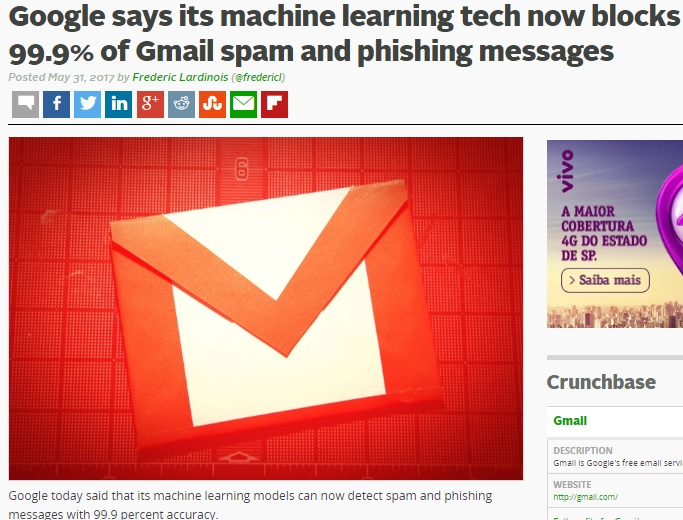 Google says its machine learning tech now blocks
99.9% of Gmail spam and phishing messages
Posted May 31, 2017 by Frederic Lardinois (@fredericl)
f
in
g+
6
Google today said that its machine learning models can now detect spam and phishing
messages with 99.9 percent accuracy.
vivo
A MAIOR
COBERTURA
4G DO ESTADO
DE SP.
> Saiba mais
Crunchbase
Gmail
DESCRIPTION
Gmail is Google's free email servi
WEBSITE
http://gmail.com/